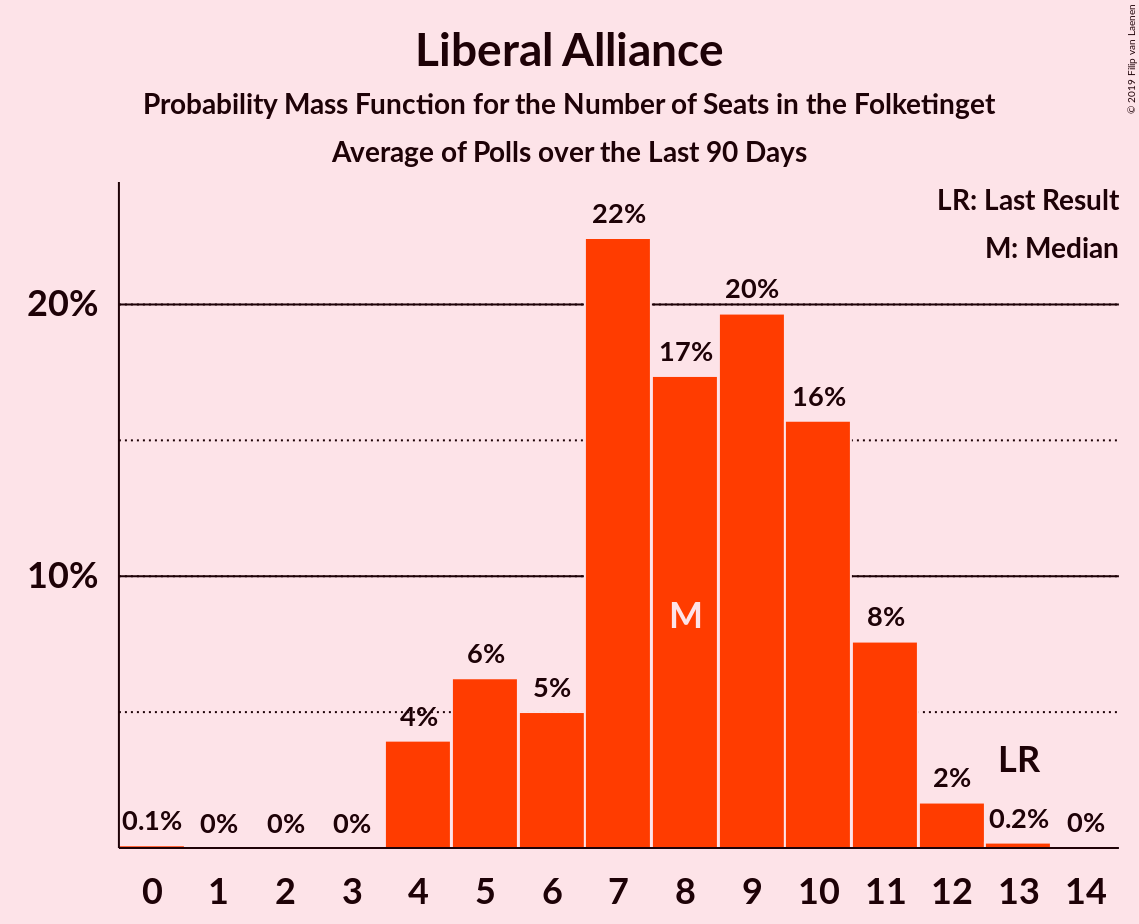 Liberal Alliance
Probability Mass Function for the Number of Seats in the Folketinget
Average of Polls over the Last 90 Days
© 2019 Filip van Laenen
LR: Last Result
M: Median
22%
20%
20%
17%
16%
10%
M
8%
6%
5%
4%
LR
2%
0.1% 0% 0% 0% 0.2% 0%
0 1 2 3 4 5 6 7 8 9 10 11 12 13 14